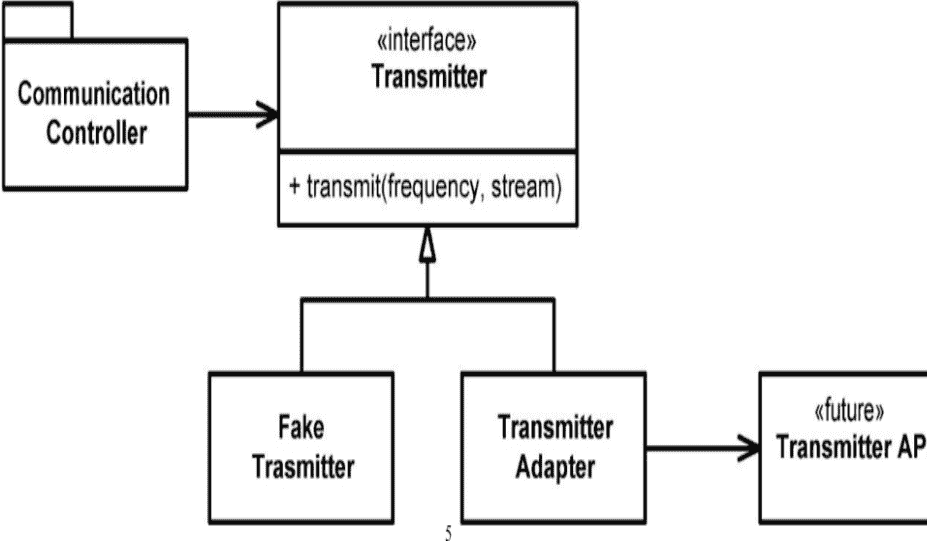 Communication
Controller
«interface»
Transmitter
+ transmit(frequency, stream)
Fake
Trasmitter
Transmitter
Adapter
«future»
Transmitter AP
5